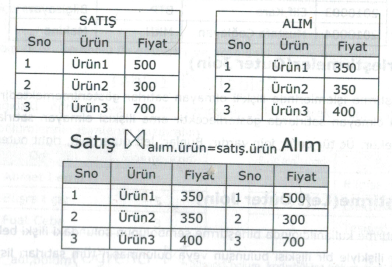 SATIŞ
Sno Ürün Fiyat
1 Ürün1 500
2 Ürün2 300
3 Ürün3 700
ALIM
Sno Ürün Fiyat
1 Ürün1 350
2 Ürün2 350
3 Ürün3 400
Satış ⋈ alım.ürün=satış.ürün Alım
Sno Ürün Fiyat Sno Fiyat
1 Ürün1 350 1 500
2 Ürün2 350 2 300
3 Ürün3 400 3 700